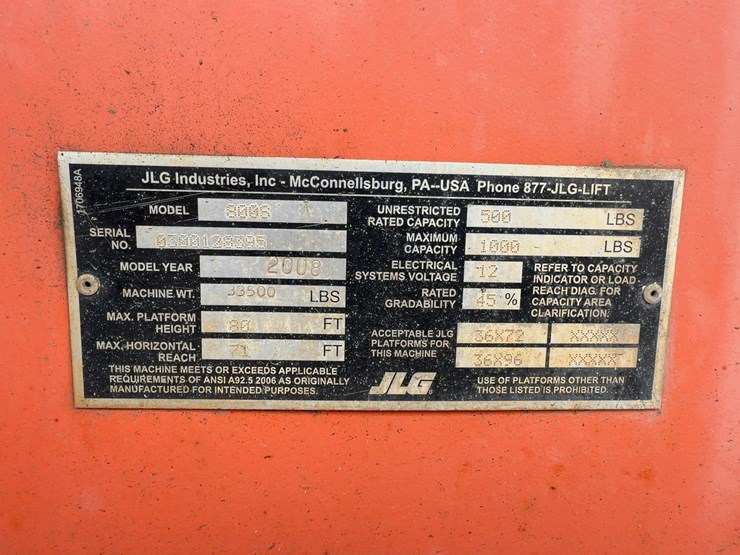 1706948A
JLG Industries, Inc - McConnellsburg, PA--USA Phone 877-JLG-LIFT
MODEL 800S
SERIAL NO. 0300128395
MODEL YEAR 2008
MACHINE WT. 33500 LBS
MAX. PLATFORM HEIGHT 80 FT
MAX. HORIZONTAL REACH 71 FT
THIS MACHINE MEETS OR EXCEEDS APPLICABLE
REQUIREMENTS OF ANSI A92.5 2006 AS ORIGINALLY
MANUFACTURED FOR INTENDED PURPOSES.
UNRESTRICTED RATED CAPACITY 500 LBS
MAXIMUM CAPACITY 1000 - LBS
ELECTRICAL SYSTEMS VOLTAGE 12
RATED GRADABILITY 45 %
REFER TO CAPACITY
INDICATOR OR LOAD
REACH DIAG. FOR
CAPACITY AREA
CLARIFICATION.
ACCEPTABLE JLG
PLATFORMS FOR
THIS MACHINE
36X72 XXXXX
36X96 XXXXX
JLG
USE OF PLATFORMS OTHER THAN
THOSE LISTED IS PROHIBITED.